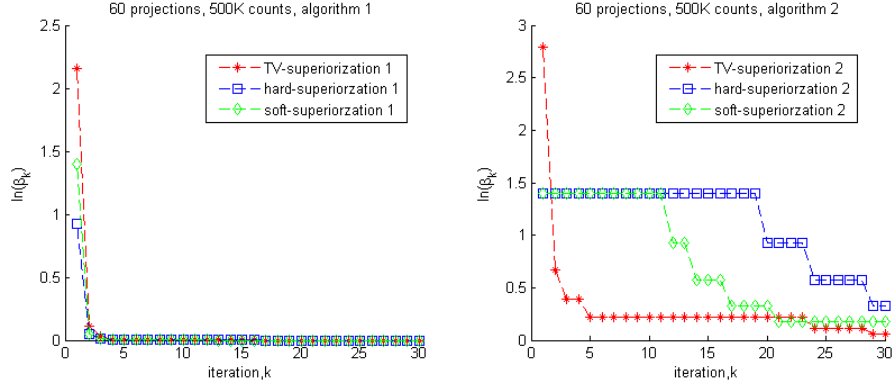 60 projections, 500K counts, algorithm 1
2.5
2
1.5
1
0.5
0
ln(β_k)
TV-superiorization 1
hard-superiorzation 1
soft-superiorzation 1
0 5 10 15 20 25 30
iteration,k
60 projections, 500K counts, algorithm 2
3
2.5
2
1.5
1
0.5
0
ln(β_k)
TV-superiorization 2
hard-superiorization 2
soft-superiorization 2
0 5 10 15 20 25 30
iteration,k